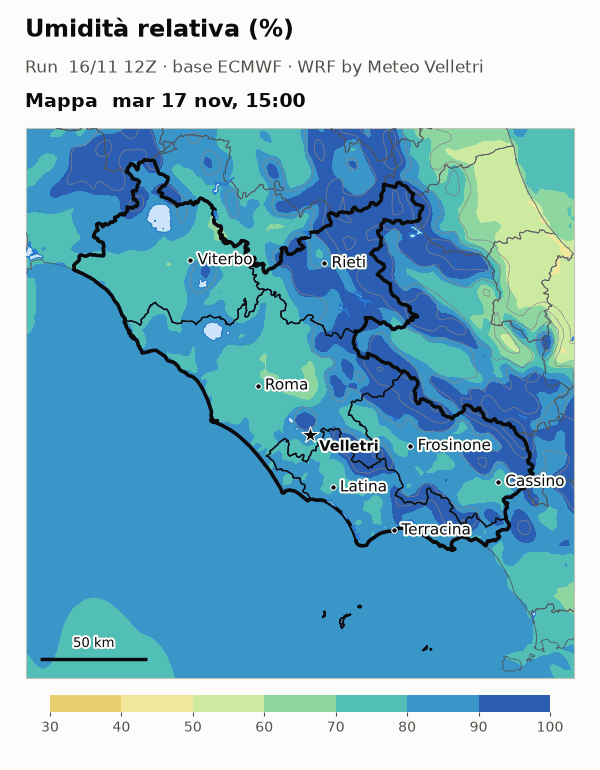 Umidità relativa (%)
Run 16/11 12Z · base ECMWF · WRF by Meteo Velletri
Mappa mar 17 nov, 15:00
Viterbo
Rieti
Roma
Velletri
Frosinone
Cassino
Latina
Terracina
50 km
30 40 50 60 70 80 90 100